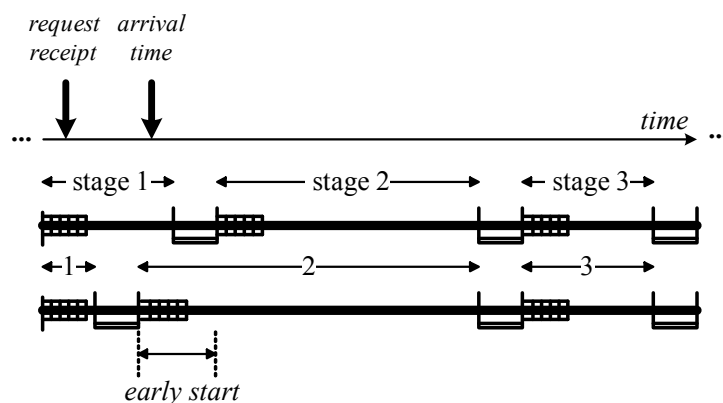 request arrival
receipt time
... time ..
stage 1 stage 2 stage 3
1 2 3
early start